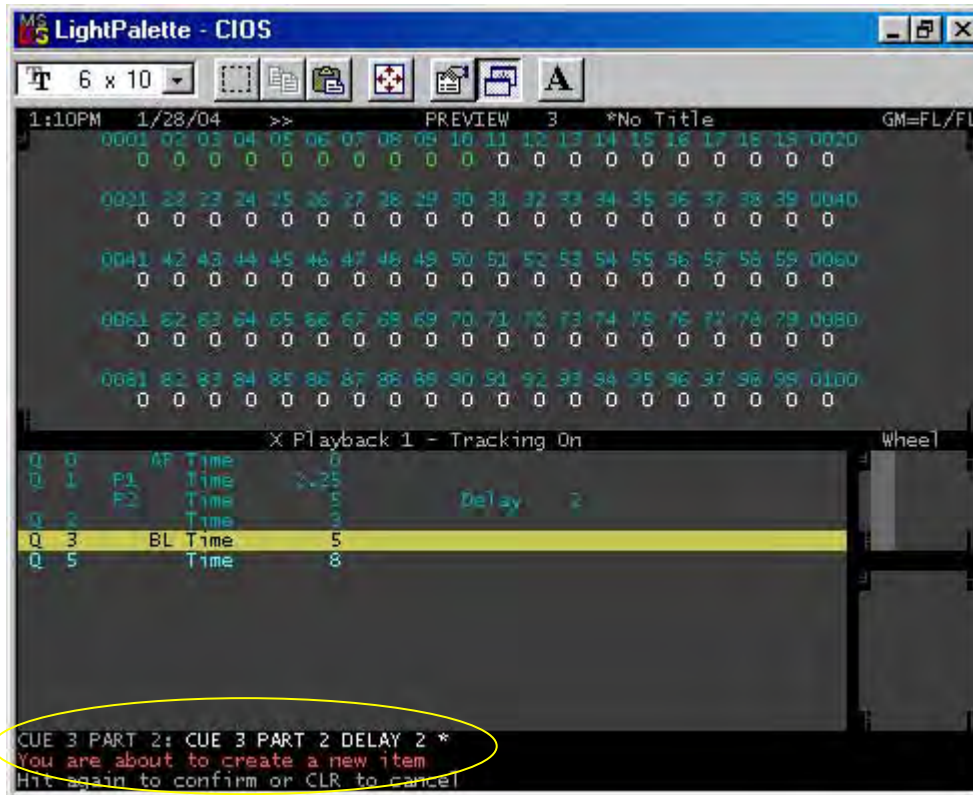 LightPalette - CIOS
6 x 10
A
1:10PM 1/28/04 >> PREVIEW 3 *No Title GM=FL/FL
0001 02 03 04 05 06 07 08 09 10 11 12 13 14 15 16 17 18 19 0020
0 0 0 0 0 0 0 0 0 0 0 0 0 0 0 0 0 0 0 0
0021 22 23 24 25 26 27 28 29 30 31 32 33 34 35 36 37 38 39 0040
0 0 0 0 0 0 0 0 0 0 0 0 0 0 0 0 0 0 0 0
0041 42 43 44 45 46 47 48 49 50 51 52 53 54 55 56 57 58 59 0060
0 0 0 0 0 0 0 0 0 0 0 0 0 0 0 0 0 0 0 0
0061 62 63 64 65 66 67 68 69 70 71 72 73 74 75 76 77 78 79 0080
0 0 0 0 0 0 0 0 0 0 0 0 0 0 0 0 0 0 0 0
0081 82 83 84 85 86 87 88 89 90 91 92 93 94 95 96 97 98 99 0100
0 0 0 0 0 0 0 0 0 0 0 0 0 0 0 0 0 0 0 0
X Playback 1 - Tracking On Wheel
Q 0 AF Time 0
Q 1 P1 Time 2.25
P2 Time 5 Delay 2
Q 2 Time 3
Q 3 BL Time 5
Q 5 Time 8
CUE 3 PART 2: CUE 3 PART 2 DELAY 2 *
You are about to create a new item
Hit again to confirm or CLR to cancel